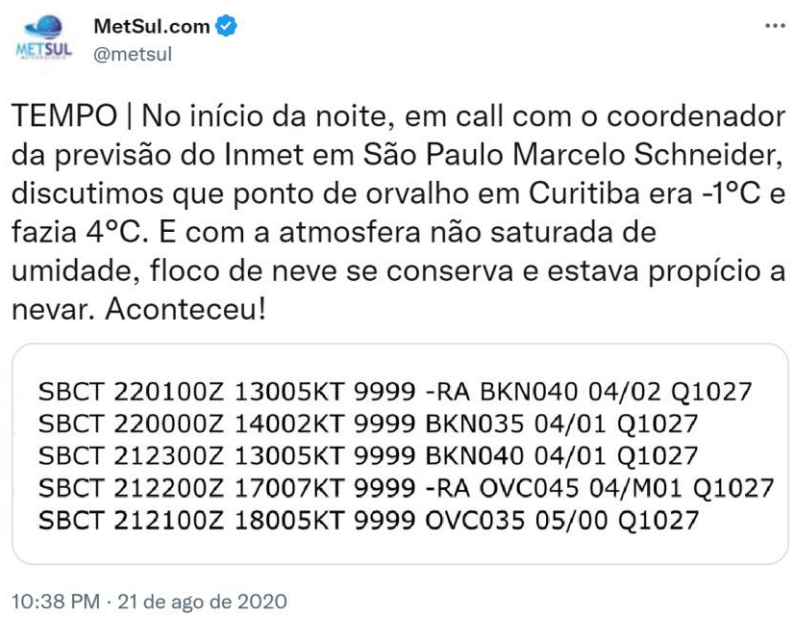 MetSul.com
METSUL
@metsul
TEMPO | No início da noite, em call com o coordenador
da previsão do Inmet em São Paulo Marcelo Schneider,
discutimos que ponto de orvalho em Curitiba era -1°C e
fazia 4°C. E com a atmosfera não saturada de
umidade, floco de neve se conserva e estava propício a
nevar. Aconteceu!
SBCT 220100Z 13005KT 9999 -RA BKN040 04/02 Q1027
SBCT 220000Z 14002KT 9999 BKN035 04/01 Q1027
SBCT 212300Z 13005KT 9999 BKN040 04/01 Q1027
SBCT 212200Z 17007KT 9999 -RA OVC045 04/M01 Q1027
SBCT 212100Z 18005KT 9999 OVC035 05/00 Q1027
10:38 PM · 21 de ago de 2020